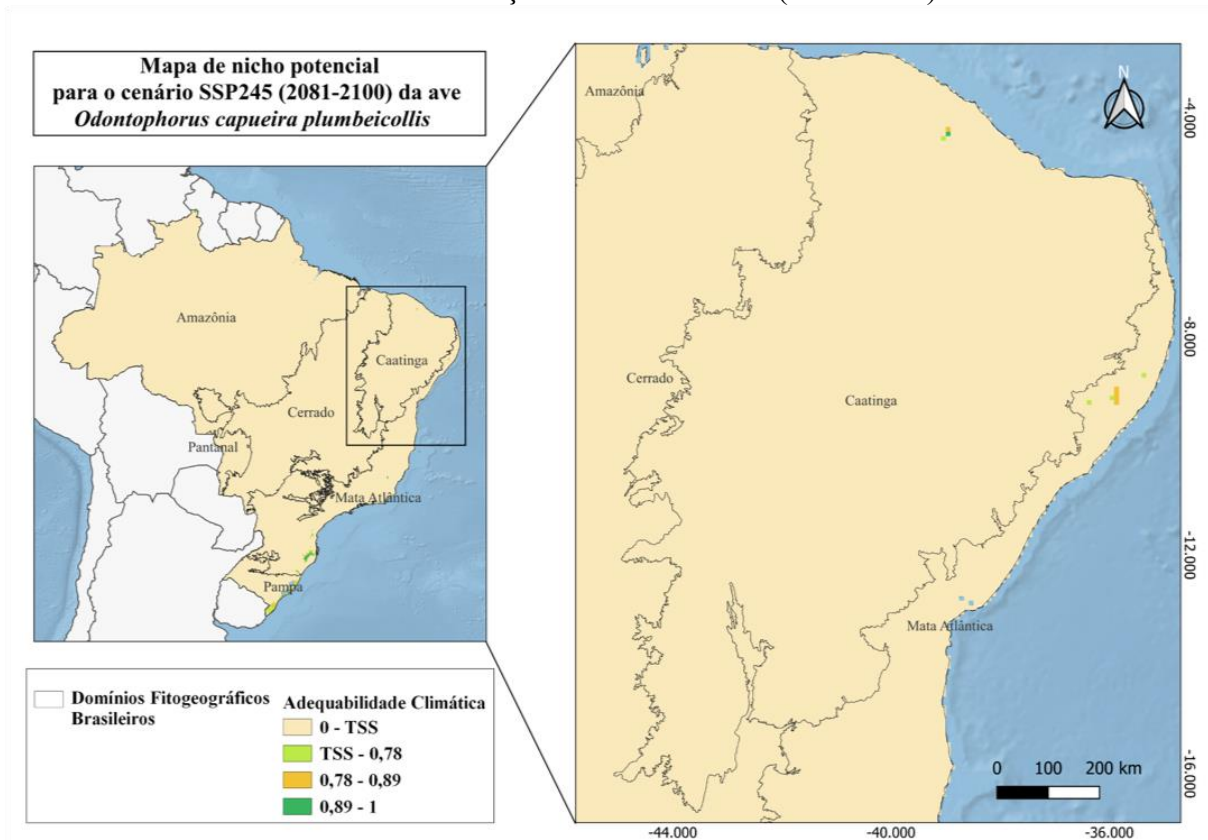 Mapa de nicho potencial
para o cenário SSP245 (2081-2100) da ave
Odontophorus capueira plumbeicollis
Amazônia
Caatinga
Cerrado
Pantanal
Mata Atlântica
Pampa
Domínios Fitogeográficos
Brasileiros
Adequabilidade Climática
0 - TSS
TSS - 0,78
0,78 - 0,89
0,89 - 1
Amazônia
N
-4.000
Cerrado
Caatinga
-8.000
-12.000
Mata Atlântica
-16.000
0 100 200 km
-44.000 -40.000 -36.000